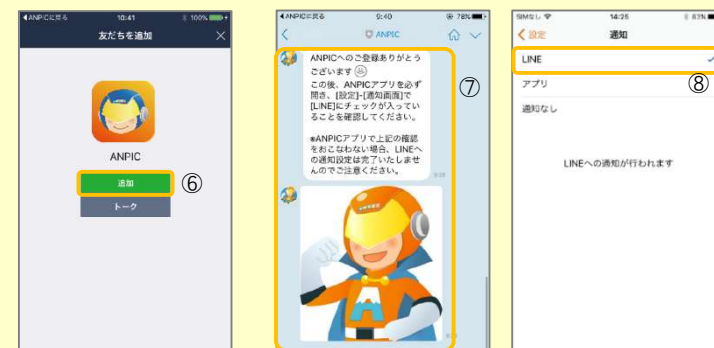 ◀ANPICに戻る 10:41 100%
友だちを追加 ×
ANPIC
追加
⑥
トーク
◀ANPICに戻る 9:40 78%
ANPIC
ANPICへのご登録ありがとう
ございます
この後、ANPICアプリを必ず
開き、[設定]-[通知画面]で
[LINE]にチェックが入ってい
ることを確認してください。
※ANPICアプリで上記の確認
をおこなわない場合、LINEへ
の通知設定は完了いたしませ
んのでご注意ください。
⑦
SIMなし 14:25 83%
設定 通知
LINE
アプリ
⑧
通知なし
LINEへの通知が行われます